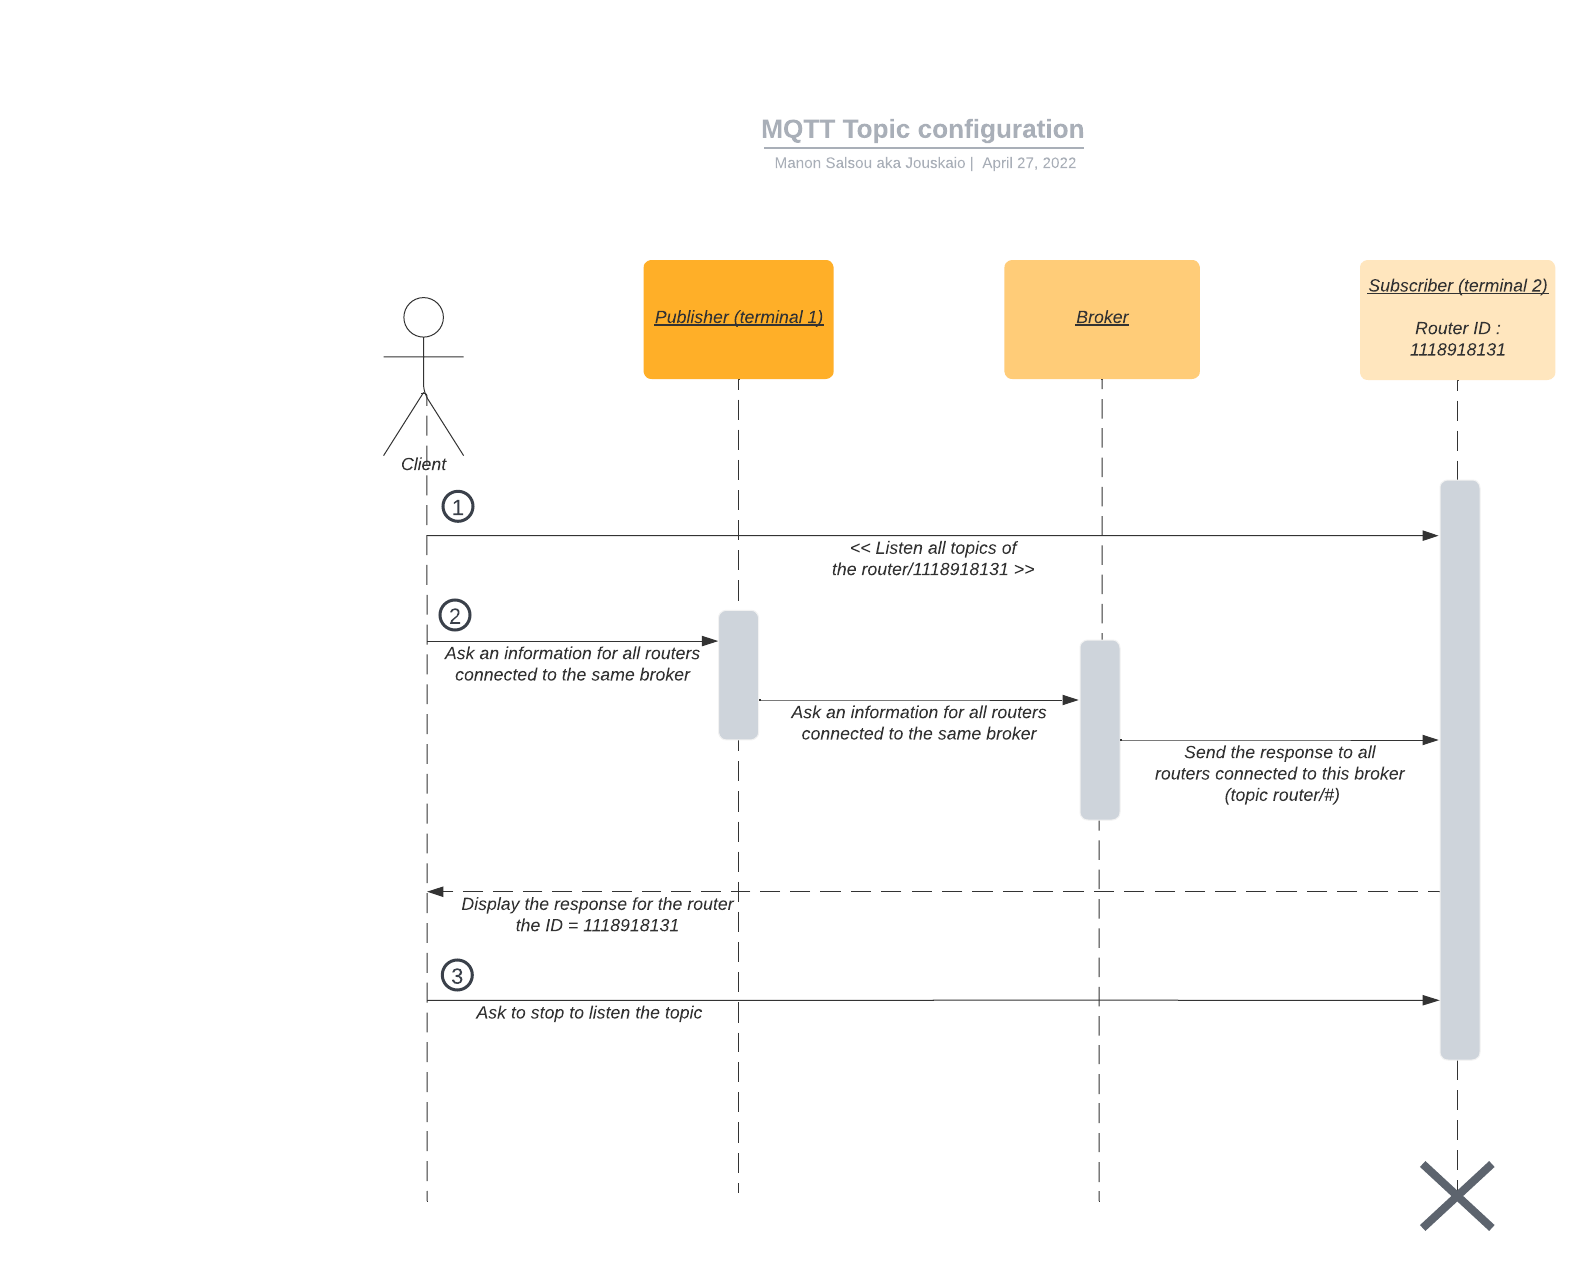 MQTT Topic configuration
Manon Salsou aka Jouskaio | April 27, 2022
Publisher (terminal 1)
Broker
Subscriber (terminal 2)
Router ID :
1118918131
Client
1
<< Listen all topics of
the router/1118918131 >>
2
Ask an information for all routers
connected to the same broker
Ask an information for all routers
connected to the same broker
Send the response to all
routers connected to this broker
(topic router/#)
Display the response for the router
the ID = 1118918131
3
Ask to stop to listen the topic